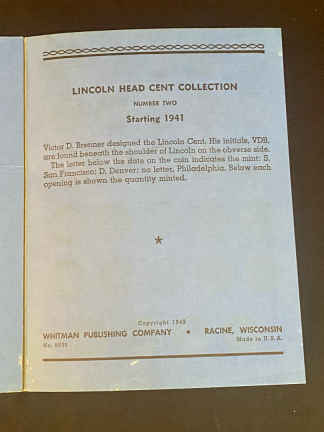 LINCOLN HEAD CENT COLLECTION
NUMBER TWO
Starting 1941
Victor D. Brenner designed the Lincoln Cent. His initials, VDB,
are found beneath the shoulder of Lincoln on the obverse side.
The letter below the date on the coin indicates the mint: S,
San Francisco; D, Denver; no letter, Philadelphia. Below each
opening is shown the quantity minted.
Copyright
WHITMAN PUBLISHING COMPANY ★ RACINE, WISCONSIN
No. Made in U.S.A.